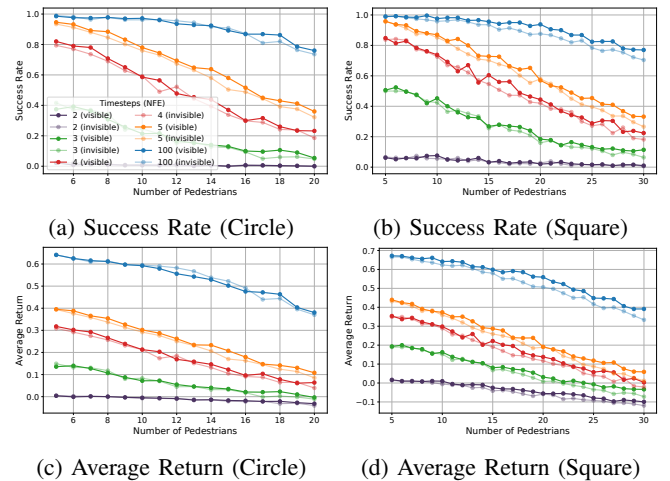 1.0
0.8
0.6
0.4
0.2
0.0
Success Rate
Timesteps (NFE)
2 (visible)
2 (invisible)
3 (visible)
3 (invisible)
4 (visible)
4 (invisible)
5 (visible)
5 (invisible)
100 (visible)
100 (invisible)
6 8 10 12 14 16 18 20
Number of Pedestrians
(a) Success Rate (Circle)
1.0
0.8
0.6
0.4
0.2
0.0
Success Rate
5 10 15 20 25 30
Number of Pedestrians
(b) Success Rate (Square)
0.6
0.5
0.4
0.3
0.2
0.1
0.0
Average Return
6 8 10 12 14 16 18 20
Number of Pedestrians
(c) Average Return (Circle)
0.7
0.6
0.5
0.4
0.3
0.2
0.1
0.0
−0.1
Average Return
5 10 15 20 25 30
Number of Pedestrians
(d) Average Return (Square)